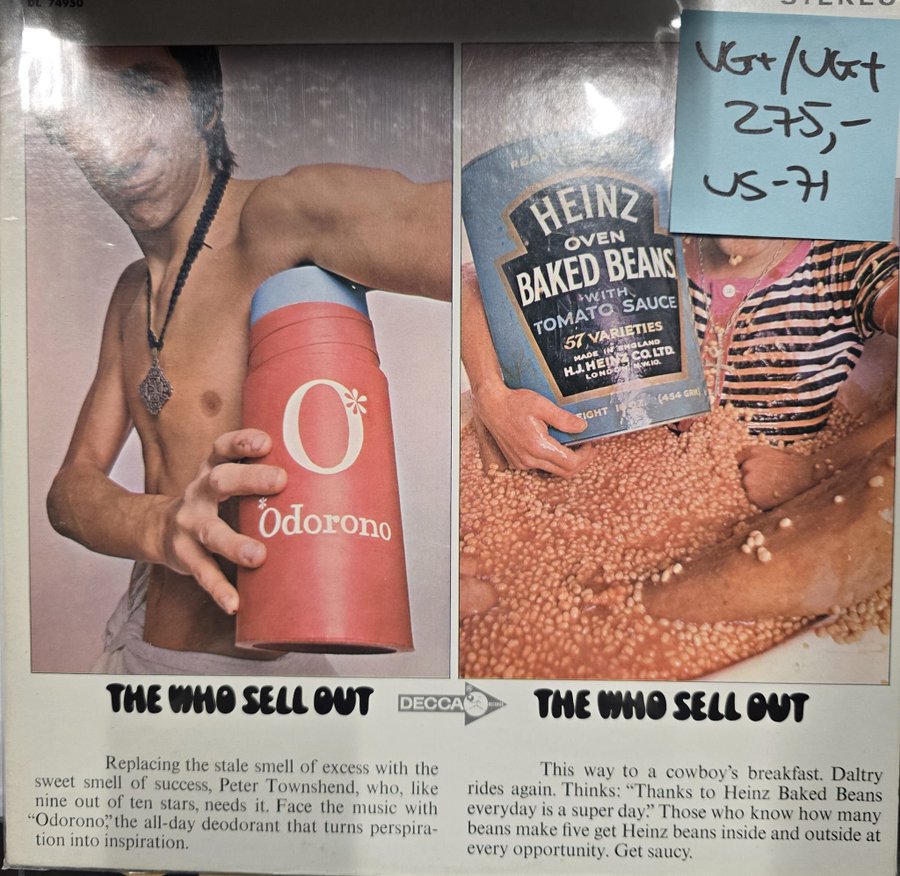 DL 74950
STEREO
VG+/VG+
275,-
US-71
O*
*Odorono
HEINZ
OVEN
BAKED BEANS
WITH
TOMATO SAUCE
57 VARIETIES
MADE IN ENGLAND
H.J. HEINZ CO. LTD.
LONDON, N.W.10.
(454 GRM
THE WHO SELL OUT
DECCA
THE WHO SELL OUT
Replacing the stale smell of excess with the
sweet smell of success, Peter Townshend, who, like
nine out of ten stars, needs it. Face the music with
“Odorono,” the all-day deodorant that turns perspira-
tion into inspiration.
This way to a cowboy's breakfast. Daltry
rides again. Thinks: “Thanks to Heinz Baked Beans
everyday is a super day.” Those who know how many
beans make five get Heinz beans inside and outside at
every opportunity. Get saucy.